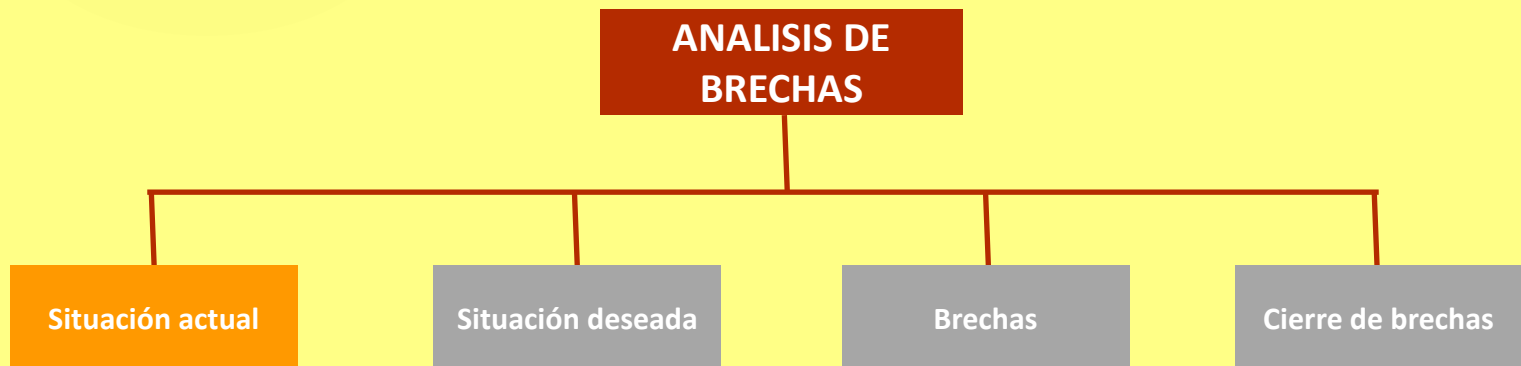 ANALISIS DE
BRECHAS
Situación actual
Situación deseada
Brechas
Cierre de brechas